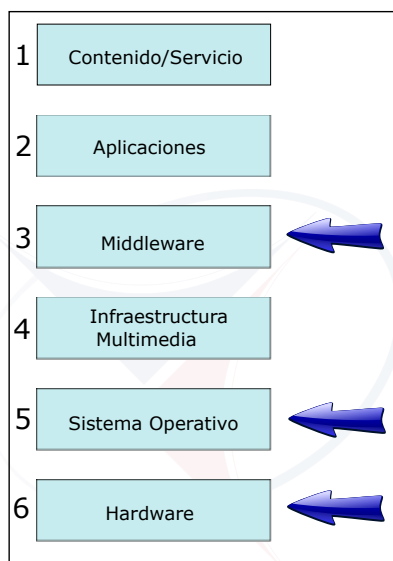 1 Contenido/Servicio
2 Aplicaciones
3 Middleware
4 Infraestructura
Multimedia
5 Sistema Operativo
6 Hardware